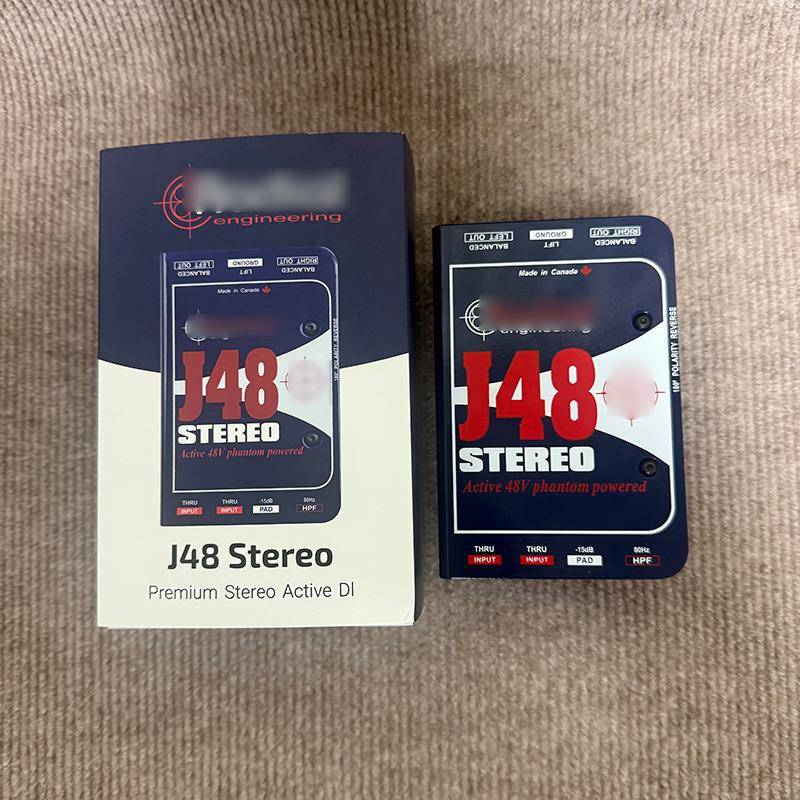 engineering
BALANCED
LEFT OUT
LIFT
GROUND
BALANCED
RIGHT OUT
Made in Canada
180° POLARITY REVERSE
J48
STEREO
Active 48V phantom powered
THRU THRU -15dB 80Hz
INPUT INPUT PAD HPF
J48 Stereo
Premium Stereo Active DI
BALANCED
LEFT OUT
LIFT
GROUND
BALANCED
RIGHT OUT
Made in Canada
engineering
180° POLARITY REVERSE
J48
STEREO
Active 48V phantom powered
THRU THRU -15dB 80Hz
INPUT INPUT PAD HPF